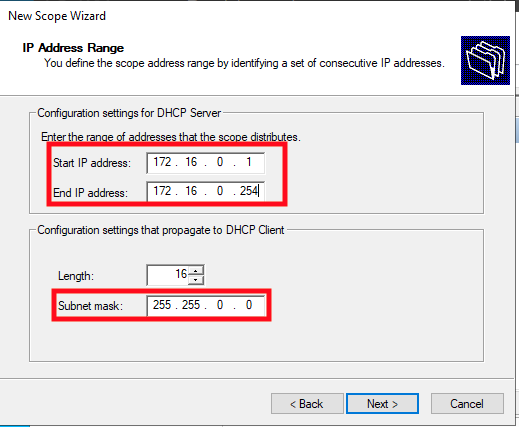 New Scope Wizard
IP Address Range
You define the scope address range by identifying a set of consecutive IP addresses.
Configuration settings for DHCP Server
Enter the range of addresses that the scope distributes.
Start IP address: 172 . 16 . 0 . 1
End IP address: 172 . 16 . 0 . 254
Configuration settings that propagate to DHCP Client
Length: 16
Subnet mask: 255 . 255 . 0 . 0
< Back Next > Cancel